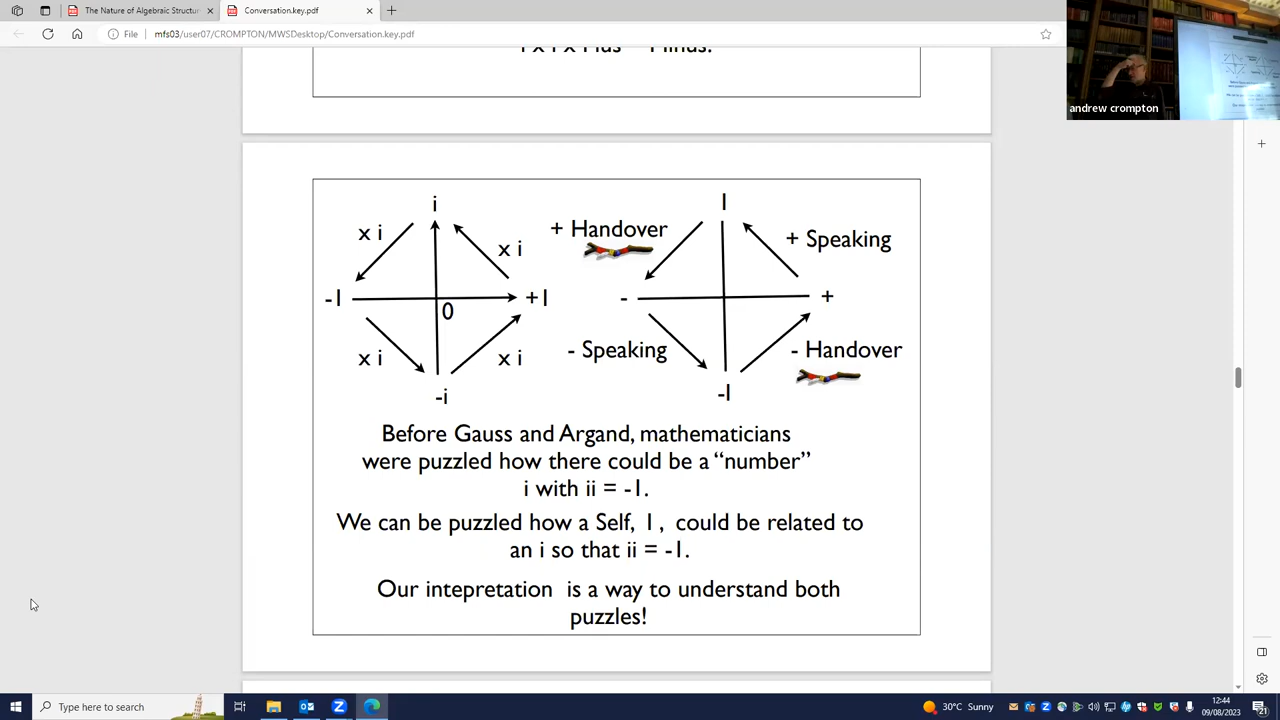 The Nature of Algebraic Structu
Conversation.key.pdf
File
mfs03/user07/CROMPTON/MWSDesktop/Conversation.key.pdf
andrew crompton
i
I
x i
+ Handover
+ Speaking
x i
-1
+1
-
+
0
x i
x i
- Speaking
- Handover
-i
-I
Before Gauss and Argand, mathematicians
were puzzled how there could be a “number”
i with ii = -1.
We can be puzzled how a Self, I , could be related to
an i so that ii = -1.
Our intepretation is a way to understand both
puzzles!
Type here to search
30°C Sunny
12:44
09/08/2023
21